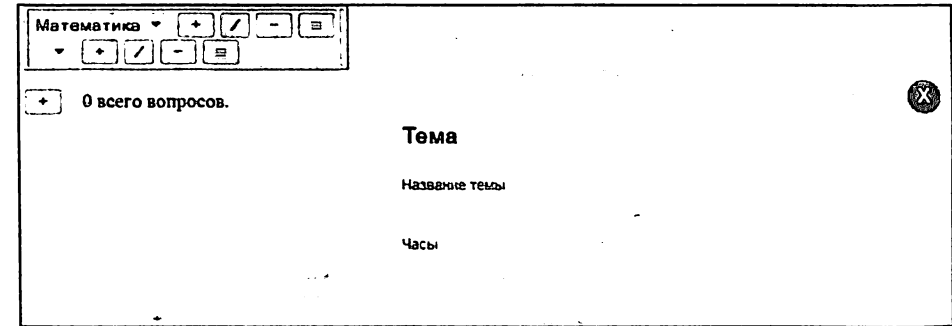 Математика
0 всего вопросов.
X
Тема
Название темы
Часы